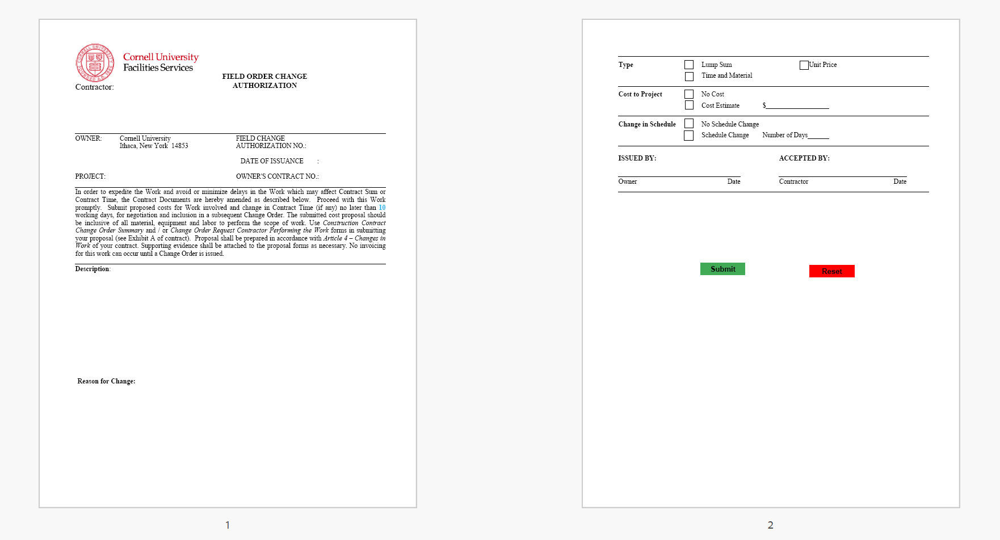 CORNELL UNIVERSITY
FOUNDED A.D. 1865
Cornell University
Facilities Services
FIELD ORDER CHANGE
AUTHORIZATION
Contractor:
OWNER: Cornell University FIELD CHANGE
Ithaca, New York 14853 AUTHORIZATION NO.:
DATE OF ISSUANCE :
PROJECT: OWNER'S CONTRACT NO.:
In order to expedite the Work and avoid or minimize delays in the Work which may affect Contract Sum or
Contract Time, the Contract Documents are hereby amended as described below. Proceed with this Work
promptly. Submit proposed costs for Work involved and change in Contract Time (if any) no later than 10
working days, for negotiation and inclusion in a subsequent Change Order. The submitted cost proposal should
be inclusive of all material, equipment and labor to perform the scope of work. Use Construction Contract
Change Order Summary and / or Change Order Request Contractor Performing the Work forms in submitting
your proposal (see Exhibit A of contract). Proposal shall be prepared in accordance with Article 4 – Changes in
Work of your contract. Supporting evidence shall be attached to the proposal forms as necessary. No invoicing
for this work can occur until a Change Order is issued.
Description:
Reason for Change:
1
Type Lump Sum Unit Price
Time and Material
Cost to Project No Cost
Cost Estimate $
Change in Schedule No Schedule Change
Schedule Change Number of Days
ISSUED BY: ACCEPTED BY:
Owner Date Contractor Date
Submit Reset
2